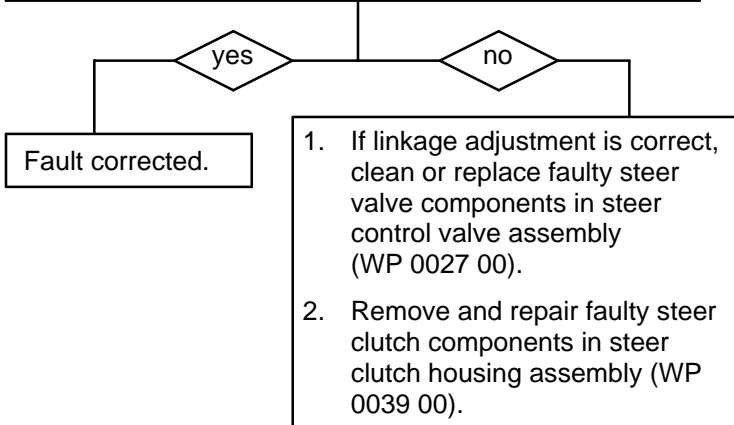 yes
no
Fault corrected.
1. If linkage adjustment is correct,
clean or replace faulty steer
valve components in steer
control valve assembly
(WP 0027 00).
2. Remove and repair faulty steer
clutch components in steer
clutch housing assembly (WP
0039 00).